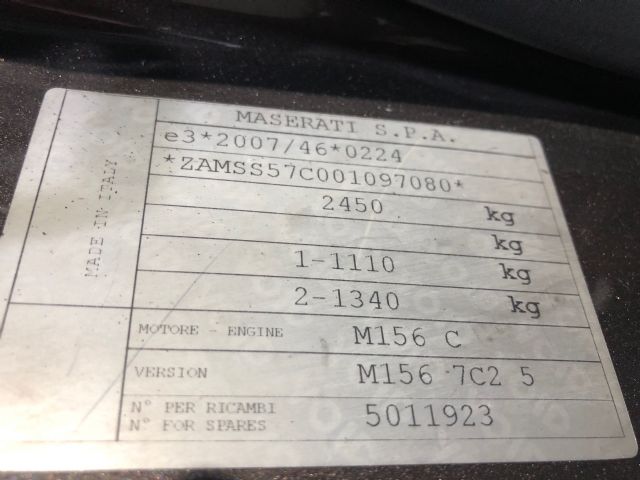 MASERATI S.P.A.
e3*2007/46*0224
*ZAMSS57C001097080*
2450 kg
kg
1-1110 kg
2-1340 kg
MADE IN ITALY
MOTORE - ENGINE M156 C
VERSION M156 7C2 5
N° PER RICAMBI
N° FOR SPARES 5011923